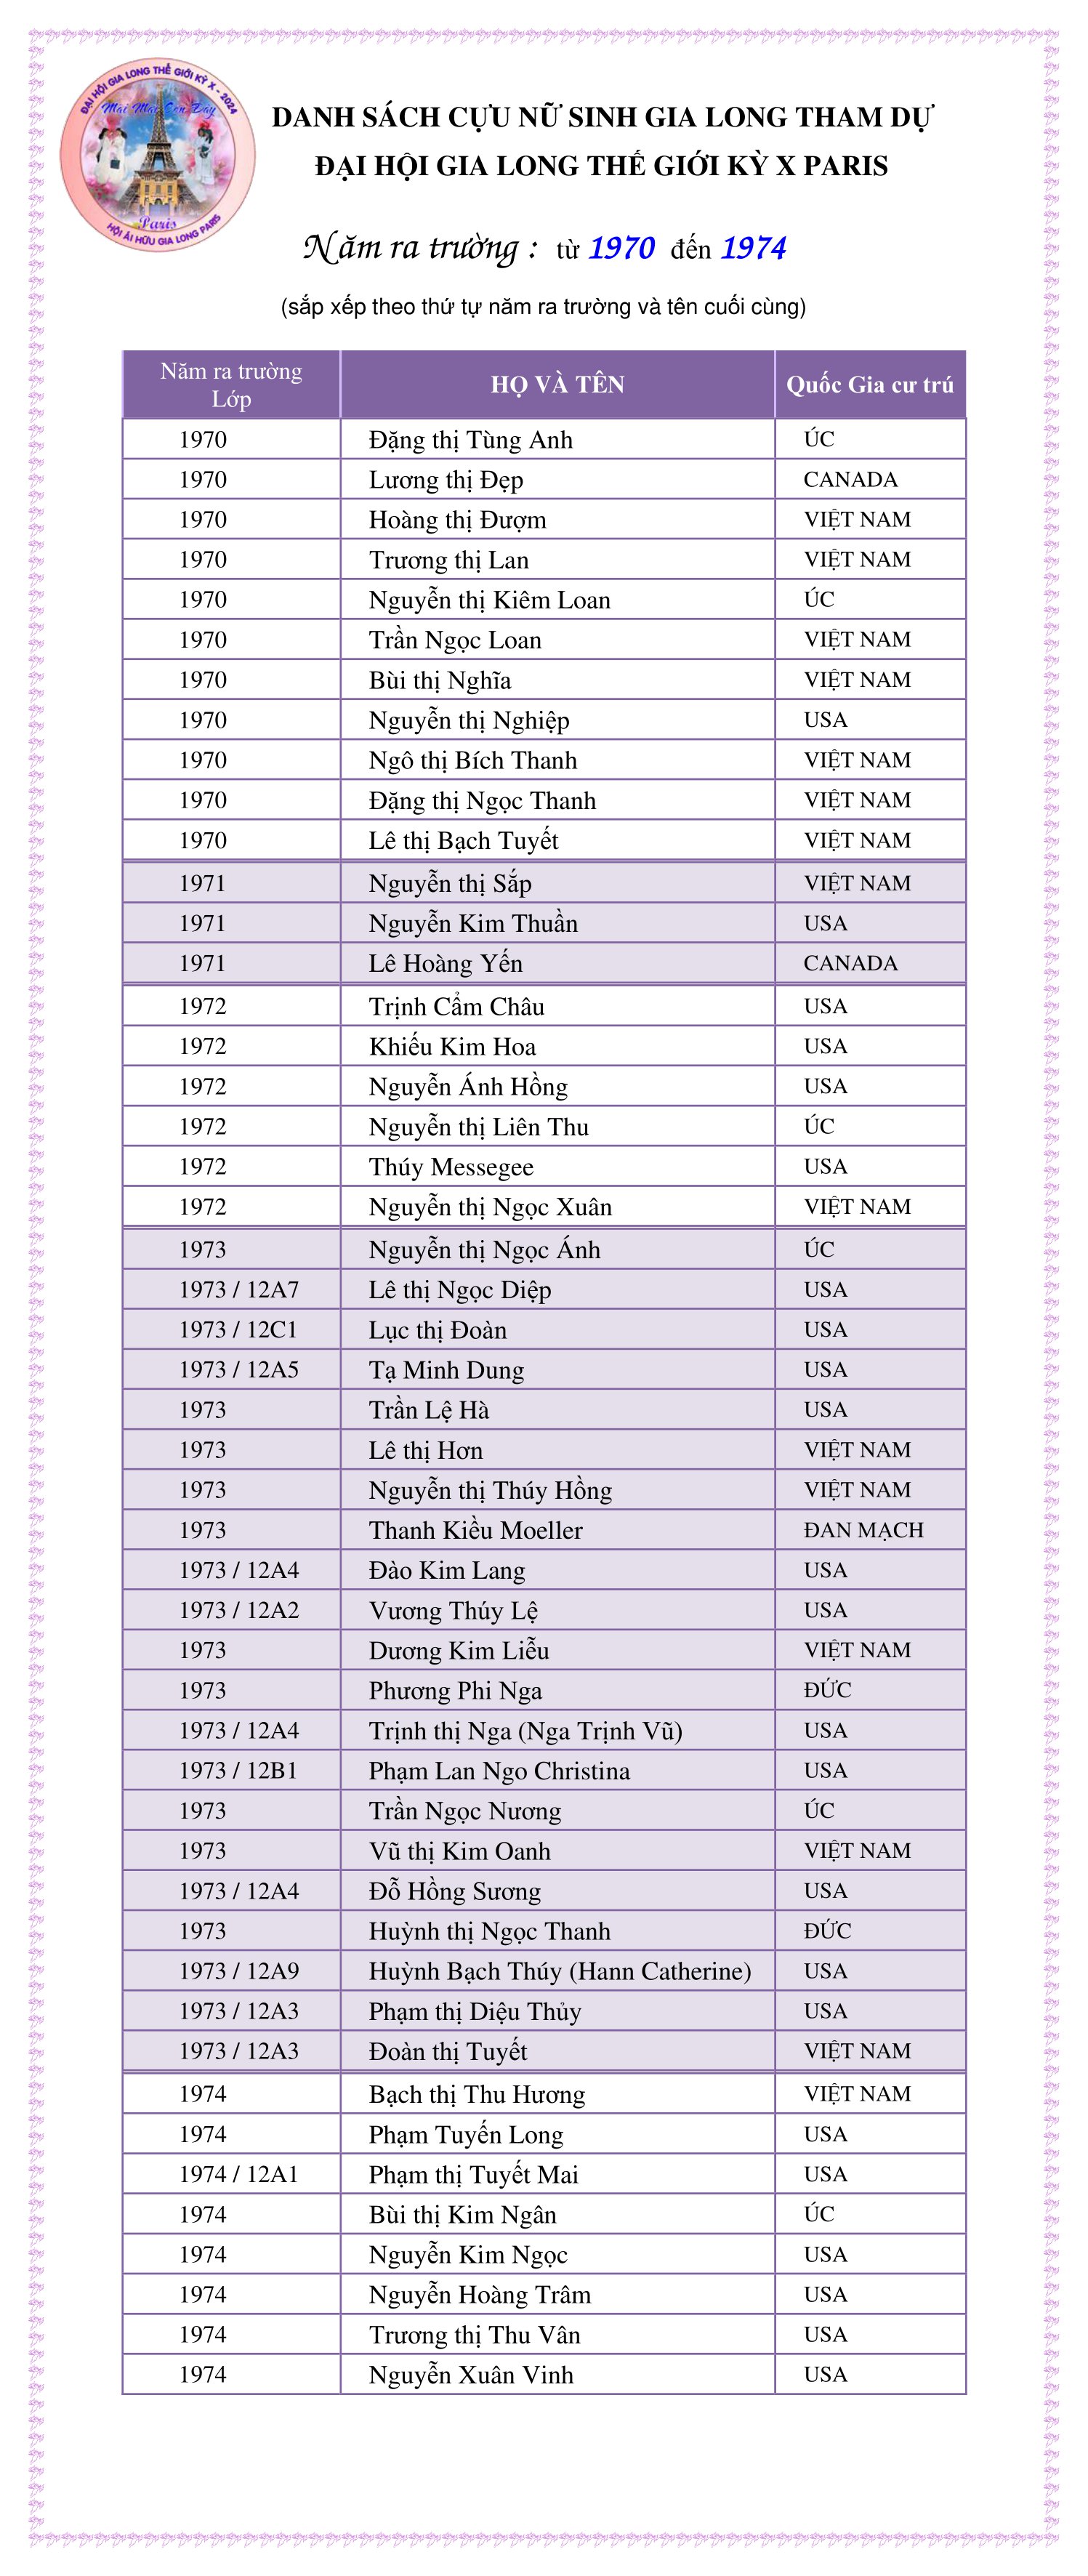 ĐẠI HỘI GIA LONG THẾ GIỚI KỲ X - 2024
Mãi Mãi Còn Đây
Paris
HỘI ÁI HỮU GIA LONG PARIS
DANH SÁCH CỰU NỮ SINH GIA LONG THAM DỰ
ĐẠI HỘI GIA LONG THẾ GIỚI KỲ X PARIS
Năm ra trường : từ 1970 đến 1974
(sắp xếp theo thứ tự năm ra trường và tên cuối cùng)
Năm ra trường Lớp HỌ VÀ TÊN Quốc Gia cư trú
1970 Đặng thị Tùng Anh ÚC
1970 Lương thị Đẹp CANADA
1970 Hoàng thị Đượm VIỆT NAM
1970 Trương thị Lan VIỆT NAM
1970 Nguyễn thị Kiêm Loan ÚC
1970 Trần Ngọc Loan VIỆT NAM
1970 Bùi thị Nghĩa VIỆT NAM
1970 Nguyễn thị Nghiệp USA
1970 Ngô thị Bích Thanh VIỆT NAM
1970 Đặng thị Ngọc Thanh VIỆT NAM
1970 Lê thị Bạch Tuyết VIỆT NAM
1971 Nguyễn thị Sắp VIỆT NAM
1971 Nguyễn Kim Thuần USA
1971 Lê Hoàng Yến CANADA
1972 Trịnh Cẩm Châu USA
1972 Khiếu Kim Hoa USA
1972 Nguyễn Ánh Hồng USA
1972 Nguyễn thị Liên Thu ÚC
1972 Thúy Messegee USA
1972 Nguyễn thị Ngọc Xuân VIỆT NAM
1973 Nguyễn thị Ngọc Ánh ÚC
1973 / 12A7 Lê thị Ngọc Diệp USA
1973 / 12C1 Lục thị Đoàn USA
1973 / 12A5 Tạ Minh Dung USA
1973 Trần Lệ Hà USA
1973 Lê thị Hơn VIỆT NAM
1973 Nguyễn thị Thúy Hồng VIỆT NAM
1973 Thanh Kiều Moeller ĐAN MẠCH
1973 / 12A4 Đào Kim Lang USA
1973 / 12A2 Vương Thúy Lệ USA
1973 Dương Kim Liễu VIỆT NAM
1973 Phương Phi Nga ĐỨC
1973 / 12A4 Trịnh thị Nga (Nga Trịnh Vũ) USA
1973 / 12B1 Phạm Lan Ngo Christina USA
1973 Trần Ngọc Nương ÚC
1973 Vũ thị Kim Oanh VIỆT NAM
1973 / 12A4 Đỗ Hồng Sương USA
1973 Huỳnh thị Ngọc Thanh ĐỨC
1973 / 12A9 Huỳnh Bạch Thúy (Hann Catherine) USA
1973 / 12A3 Phạm thị Diệu Thủy USA
1973 / 12A3 Đoàn thị Tuyết VIỆT NAM
1974 Bạch thị Thu Hương VIỆT NAM
1974 Phạm Tuyến Long USA
1974 / 12A1 Phạm thị Tuyết Mai USA
1974 Bùi thị Kim Ngân ÚC
1974 Nguyễn Kim Ngọc USA
1974 Nguyễn Hoàng Trâm USA
1974 Trương thị Thu Vân USA
1974 Nguyễn Xuân Vinh USA